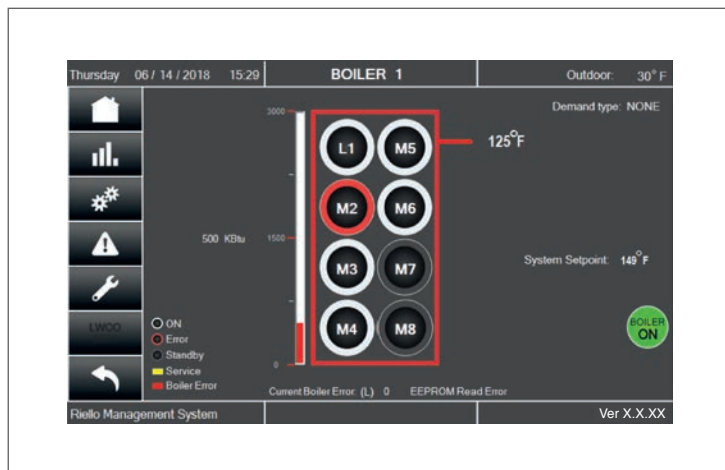 Thursday 06 / 14 / 2018 15:29 BOILER 1 Outdoor: 30°F
Demand type: NONE
3000
L1 M5 125°F
M2 M6
500 KBtu 1500
System Setpoint: 149°F
M3 M7
M4 M8
BOILER ON
LWCO
ON
Error
Standby
Service
Boiler Error
0
Current Boiler Error: (L) 0 EEPROM Read Error
Riello Management System Ver X.X.XX